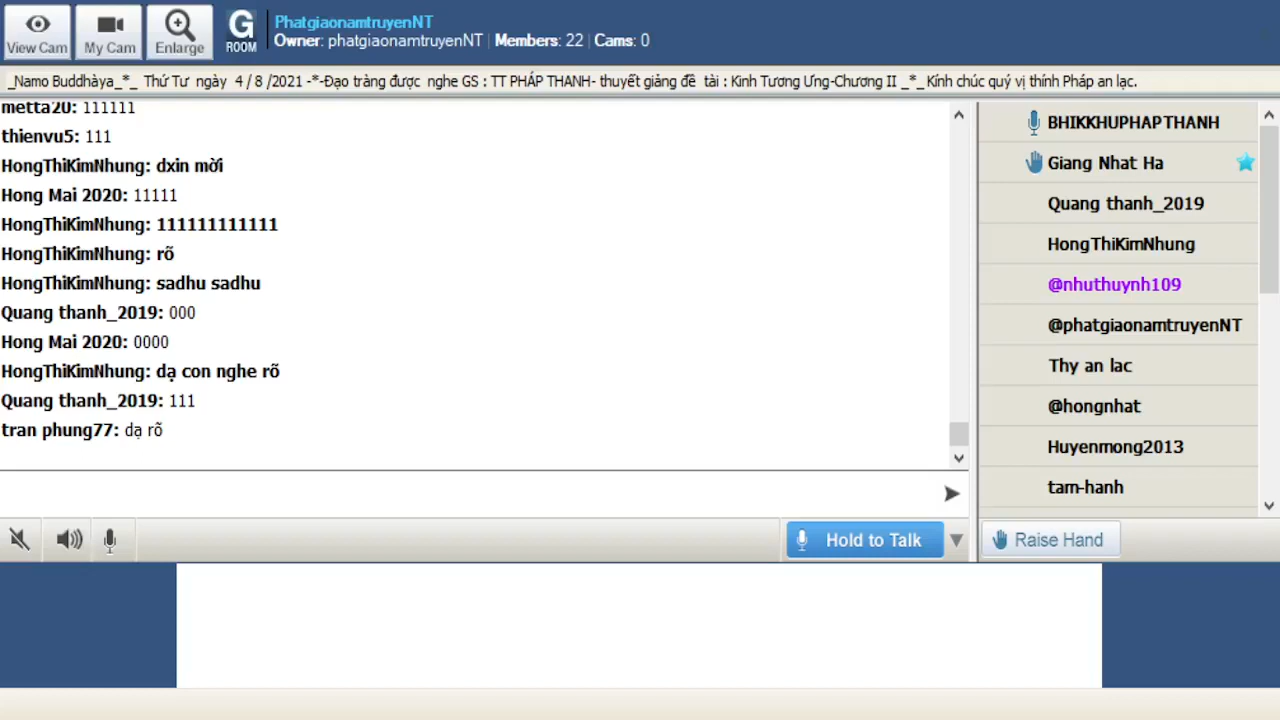 PhatgiaonamtruyenNT
View Cam
My Cam
Enlarge
G
ROOM
Owner: phatgiaonamtruyenNT | Members: 22 | Cams: 0
_Namo Buddhàya_*_ Thứ Tư ngày 4 / 8 /2021 -*-Đạo tràng được nghe GS : TT PHÁP THANH- thuyết giảng đề tài : Kinh Tương Ưng-Chương II _*_ Kính chúc quý vị thính Pháp an lạc.
metta20: 111111
thienvu5: 111
HongThiKimNhung: dxin mời
Hong Mai 2020: 11111
HongThiKimNhung: 111111111111
HongThiKimNhung: rõ
HongThiKimNhung: sadhu sadhu
Quang thanh_2019: 000
Hong Mai 2020: 0000
HongThiKimNhung: dạ con nghe rõ
Quang thanh_2019: 111
tran phung77: dạ rõ
BHIKKHUPHAPTHANH
Giang Nhat Ha
Quang thanh_2019
HongThiKimNhung
@nhuthuynh109
@phatgiaonamtruyenNT
Thy an lac
@hongnhat
Huyenmong2013
tam-hanh
Hold to Talk
Raise Hand